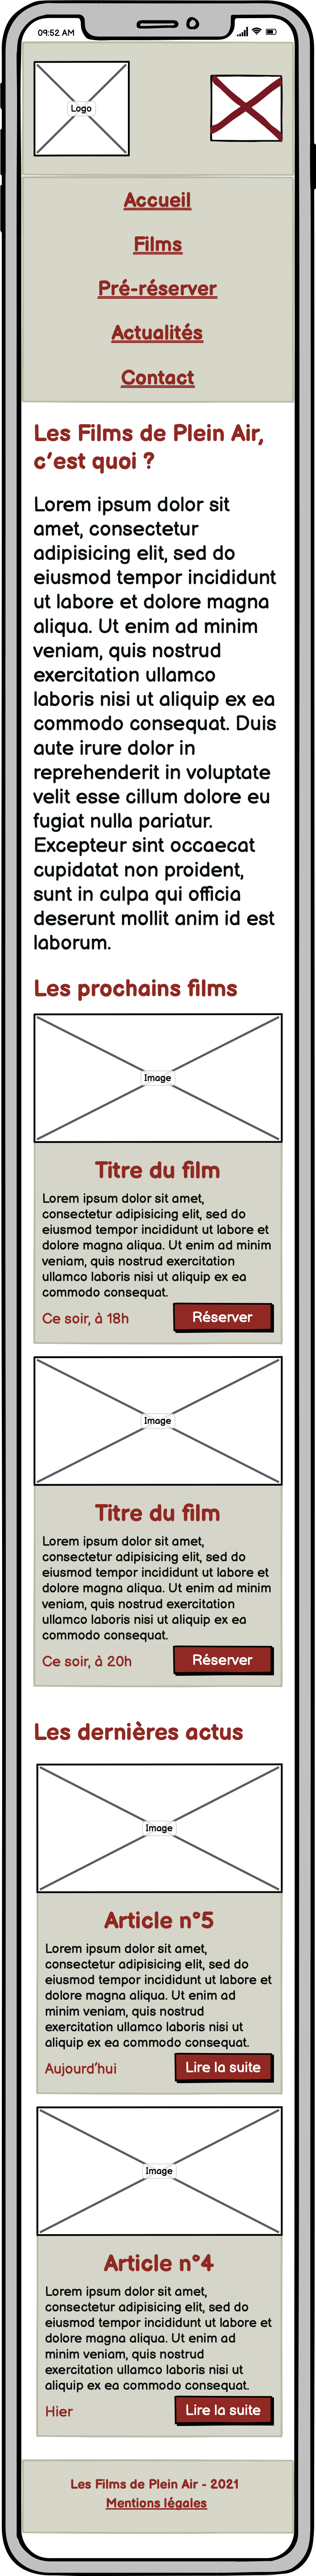 09:52 AM
Logo
Accueil
Films
Pré-réserver
Actualités
Contact
Les Films de Plein Air,
c'est quoi ?
Lorem ipsum dolor sit
amet, consectetur
adipisicing elit, sed do
eiusmod tempor incididunt
ut labore et dolore magna
aliqua. Ut enim ad minim
veniam, quis nostrud
exercitation ullamco
laboris nisi ut aliquip ex ea
commodo consequat. Duis
aute irure dolor in
reprehenderit in voluptate
velit esse cillum dolore eu
fugiat nulla pariatur.
Excepteur sint occaecat
cupidatat non proident,
sunt in culpa qui officia
deserunt mollit anim id est
laborum.
Les prochains films
Image
Titre du film
Lorem ipsum dolor sit amet,
consectetur adipisicing elit, sed do
eiusmod tempor incididunt ut labore et
dolore magna aliqua. Ut enim ad minim
veniam, quis nostrud exercitation
ullamco laboris nisi ut aliquip ex ea
commodo consequat.
Ce soir, à 18h
Réserver
Image
Titre du film
Lorem ipsum dolor sit amet,
consectetur adipisicing elit, sed do
eiusmod tempor incididunt ut labore et
dolore magna aliqua. Ut enim ad minim
veniam, quis nostrud exercitation
ullamco laboris nisi ut aliquip ex ea
commodo consequat.
Ce soir, à 20h
Réserver
Les dernières actus
Image
Article n°5
Lorem ipsum dolor sit amet,
consectetur adipisicing elit, sed do
eiusmod tempor incididunt ut labore et
dolore magna aliqua. Ut enim ad
minim veniam, quis nostrud
exercitation ullamco laboris nisi ut
aliquip ex ea commodo consequat.
Aujourd'hui
Lire la suite
Image
Article n°4
Lorem ipsum dolor sit amet,
consectetur adipisicing elit, sed do
eiusmod tempor incididunt ut labore et
dolore magna aliqua. Ut enim ad
minim veniam, quis nostrud
exercitation ullamco laboris nisi ut
aliquip ex ea commodo consequat.
Hier
Lire la suite
Les Films de Plein Air - 2021
Mentions légales